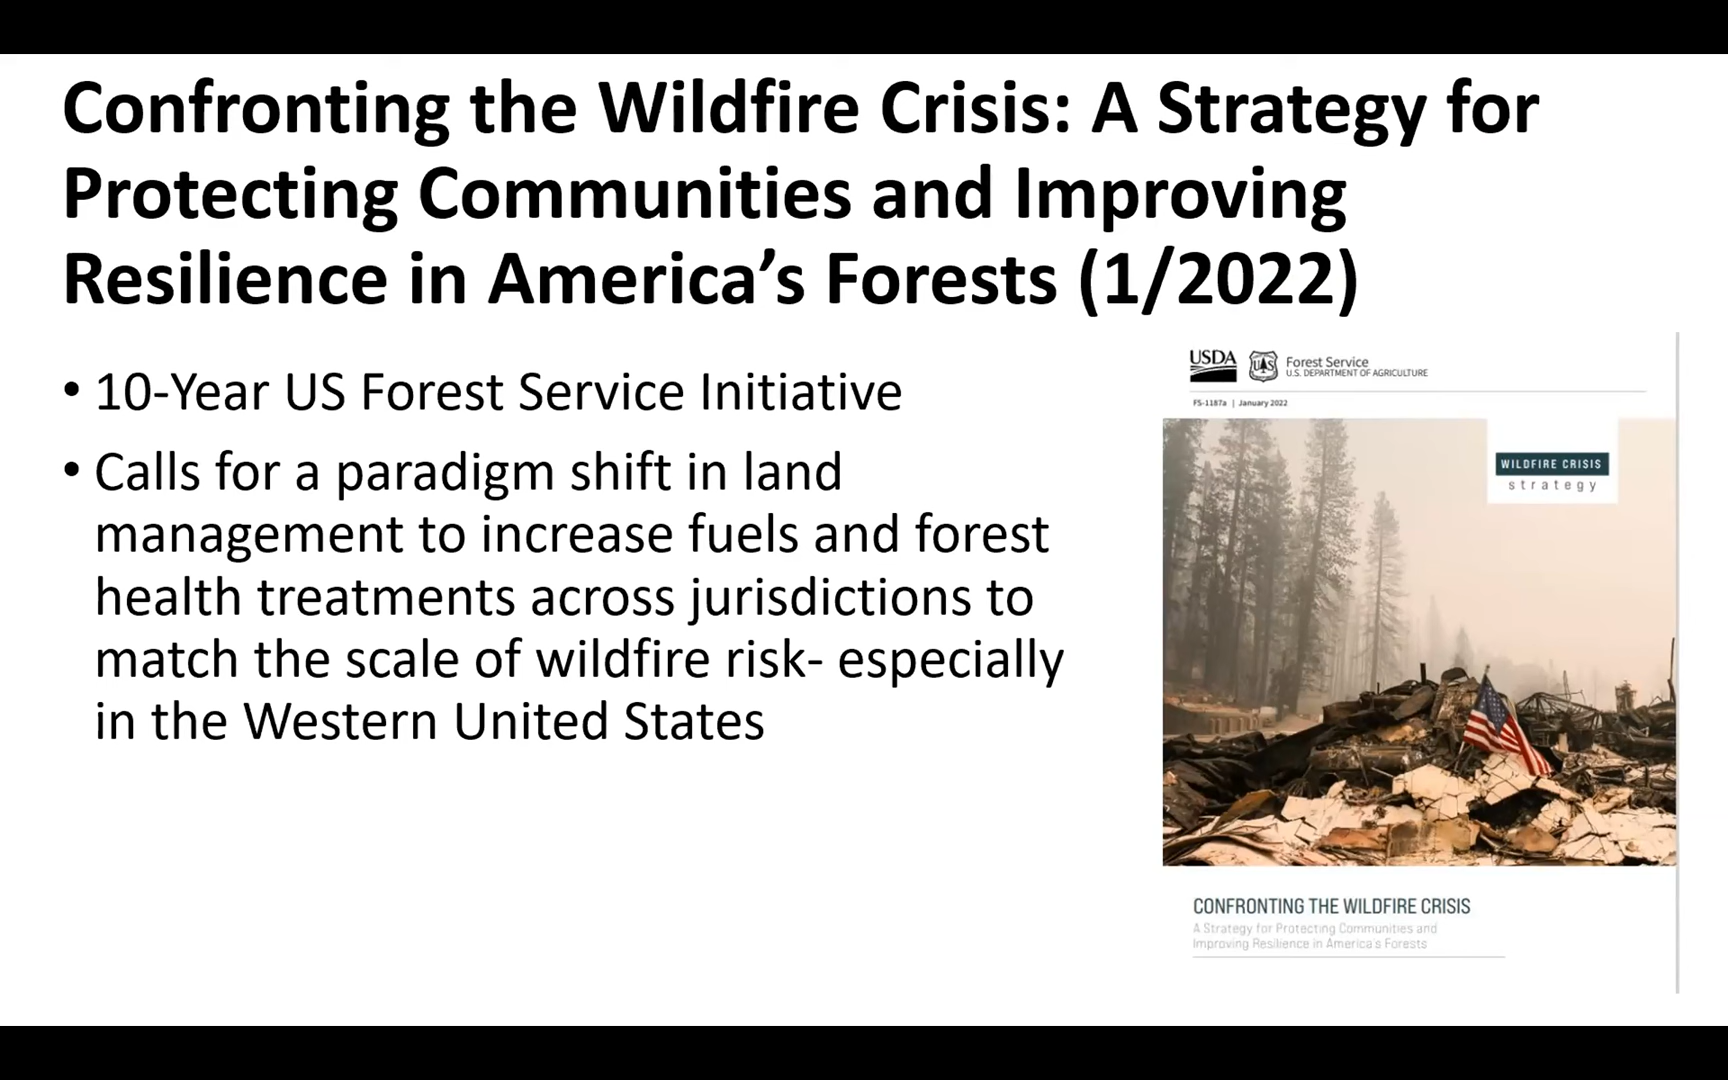 Confronting the Wildfire Crisis: A Strategy for
Protecting Communities and Improving
Resilience in America’s Forests (1/2022)
• 10-Year US Forest Service Initiative
• Calls for a paradigm shift in land
management to increase fuels and forest
health treatments across jurisdictions to
match the scale of wildfire risk- especially
in the Western United States
USDA
UAS
Forest Service
U.S. DEPARTMENT OF AGRICULTURE
FS-1187a | January 2022
WILDFIRE CRISIS
strategy
CONFRONTING THE WILDFIRE CRISIS
A Strategy for Protecting Communities and
Improving Resilience in America's Forests